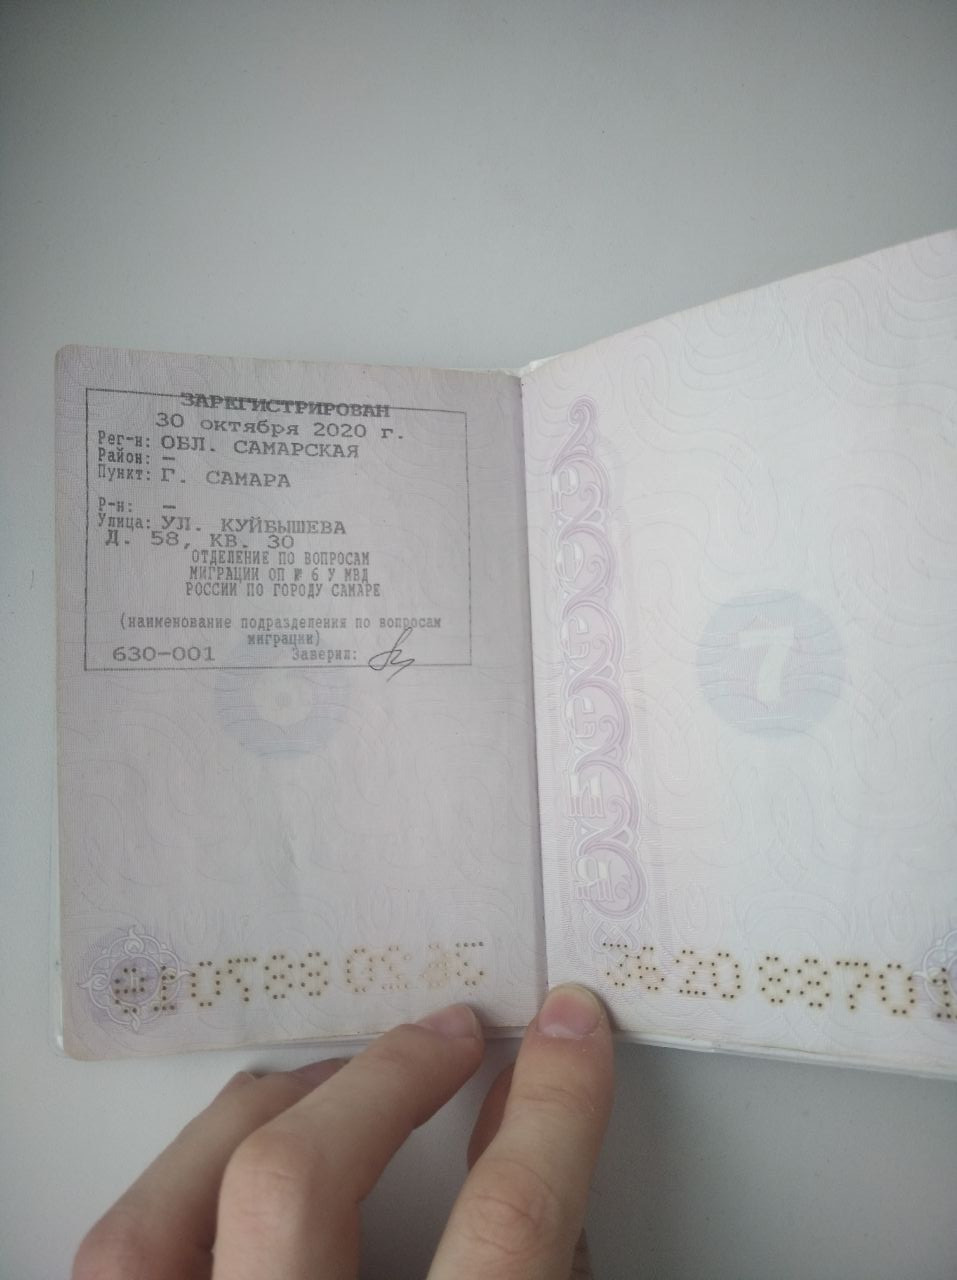 ЗАРЕГИСТРИРОВАН
30 октября 2020 г.
Рег-н: ОБЛ. САМАРСКАЯ
Район: —
Пункт: Г. САМАРА
Р-н: —
Улица: УЛ. КУЙБЫШЕВА
Д. 58, КВ. 30
ОТДЕЛЕНИЕ ПО ВОПРОСАМ
МИГРАЦИИ ОП № 6 У МВД
РОССИИ ПО ГОРОДУ САМАРЕ
(наименование подразделения по вопросам
миграции)
630-001 Заверил:
7